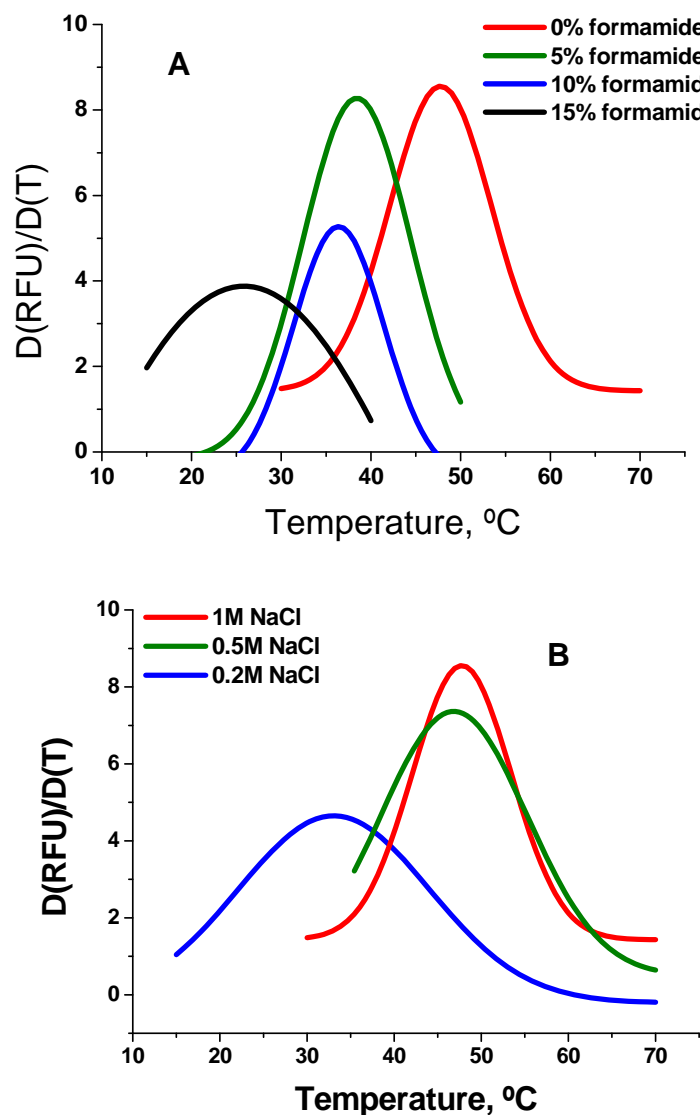 10
0% formamide
A
5% formamide
8
10% formamid
15% formamid
6
4
2
0
D(RFU)/D(T)
10 20 30 40 50 60 70
Temperature, ºC
10
1M NaCl
0.5M NaCl
B
0.2M NaCl
8
6
4
2
0
D(RFU)/D(T)
10 20 30 40 50 60 70
Temperature, ºC